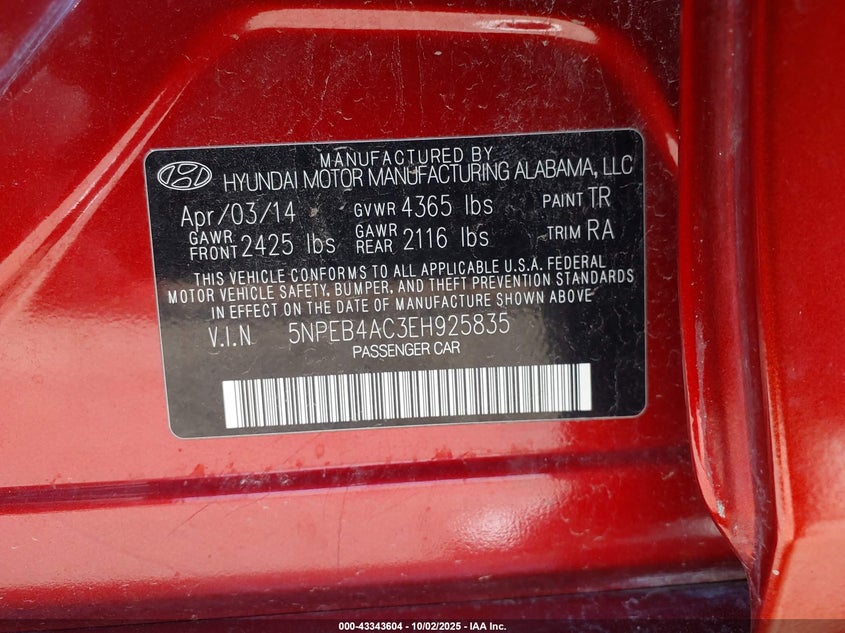 MANUFACTURED BY
HYUNDAI MOTOR MANUFACTURING ALABAMA, LLC
Apr/03/14 GVWR 4365 lbs PAINT TR
GAWR FRONT 2425 lbs GAWR REAR 2116 lbs TRIM RA
THIS VEHICLE CONFORMS TO ALL APPLICABLE U.S.A. FEDERAL
MOTOR VEHICLE SAFETY, BUMPER, AND THEFT PREVENTION STANDARDS
IN EFFECT ON THE DATE OF MANUFACTURE SHOWN ABOVE
V.I.N 5NPEB4AC3EH925835
PASSENGER CAR
000-43343604 - 10/02/2025 - IAA Inc.